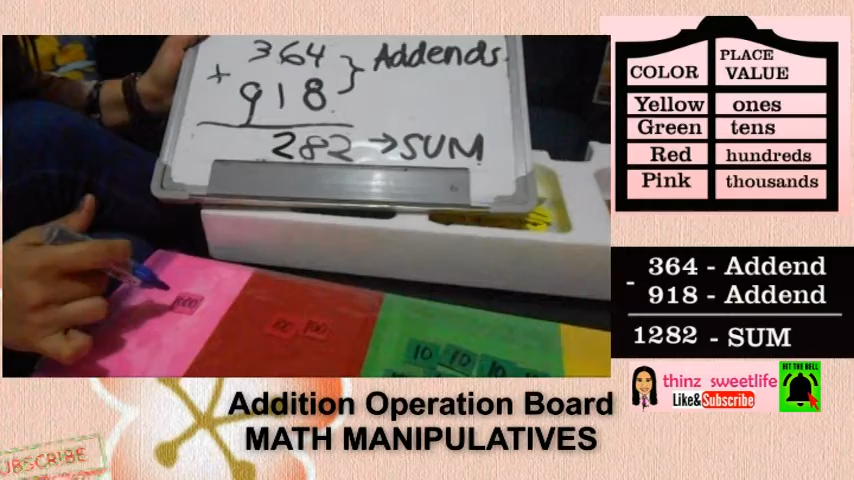 364
+ 918
} Addends
282 → SUM
1000
100 100
10 10 10
COLOR PLACE VALUE
Yellow ones
Green tens
Red hundreds
Pink thousands
364 - Addend
- 918 - Addend
1282 - SUM
thinz sweetlife
Like& Subscribe
HIT THE BELL
Addition Operation Board
MATH MANIPULATIVES
UBSCRIBE